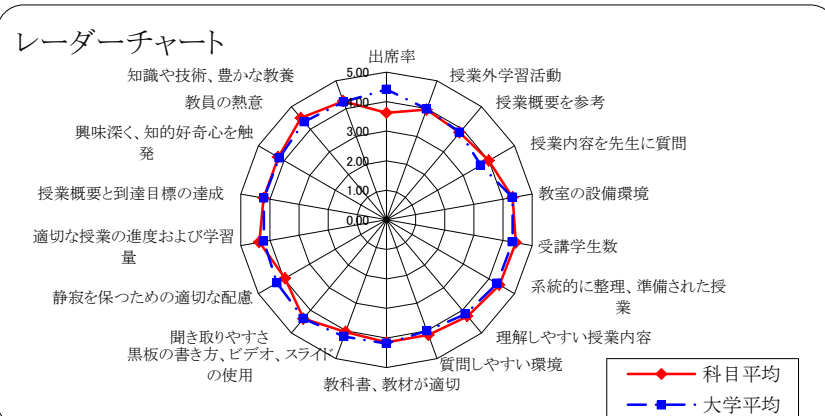 レーダーチャート
出席率
授業外学習活動
授業概要を参考
授業内容を先生に質問
教室の設備環境
受講学生数
系統的に整理、準備された授
業
理解しやすい授業内容
質問しやすい環境
教科書、教材が適切
黒板の書き方、ビデオ、スライド
の使用
聞き取りやすさ
静寂を保つための適切な配慮
適切な授業の進度および学習
量
授業概要と到達目標の達成
興味深く、知的好奇心を触
発
教員の熱意
知識や技術、豊かな教養
5.00
4.00
3.00
2.00
1.00
0.00
科目平均
大学平均